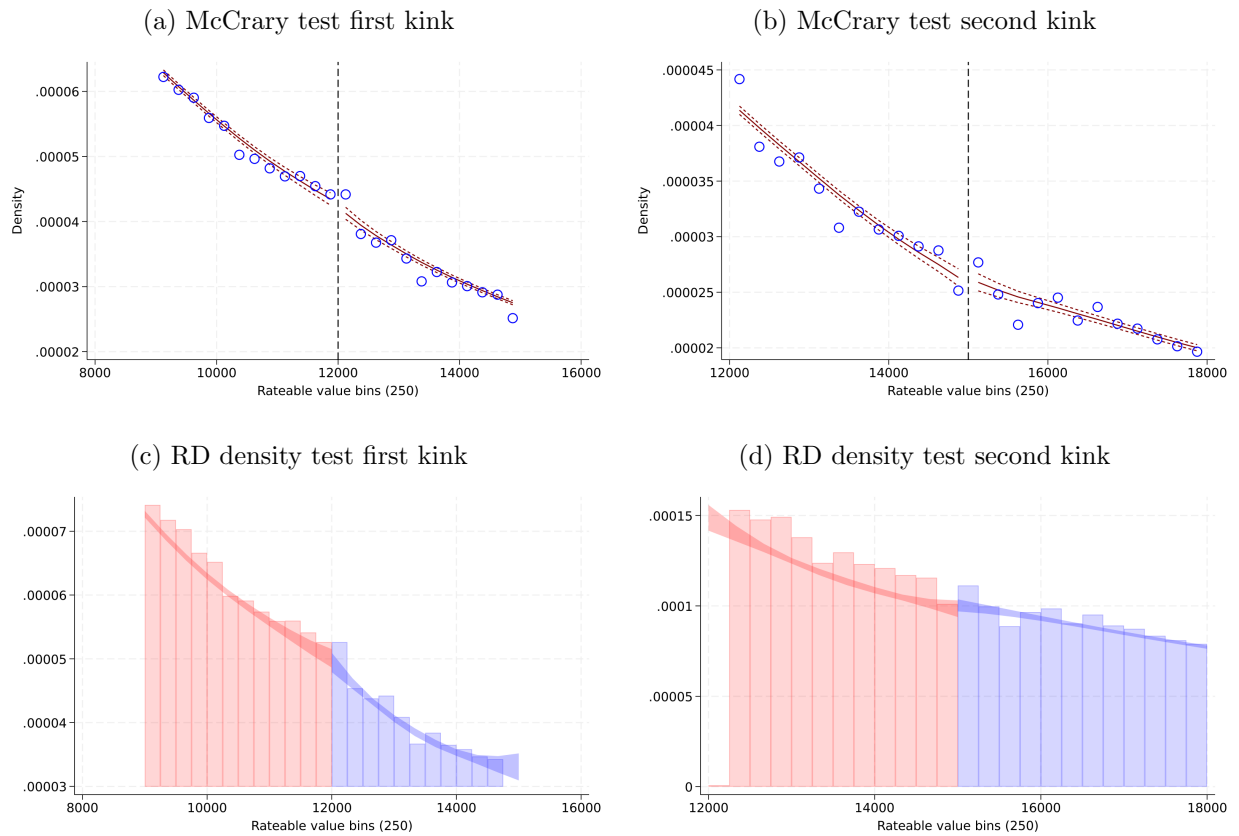 (a) McCrary test first kink
.00006
.00005
.00004
.00003
.00002
Density
8000 10000 12000 14000 16000
Rateable value bins (250)
(b) McCrary test second kink
.000045
.00004
.000035
.00003
.000025
.00002
Density
12000 14000 16000 18000
Rateable value bins (250)
(c) RD density test first kink
.00007
.00006
.00005
.00004
.00003
8000 10000 12000 14000 16000
Rateable value bins (250)
(d) RD density test second kink
.00015
.0001
.00005
0
12000 14000 16000 18000
Rateable value bins (250)